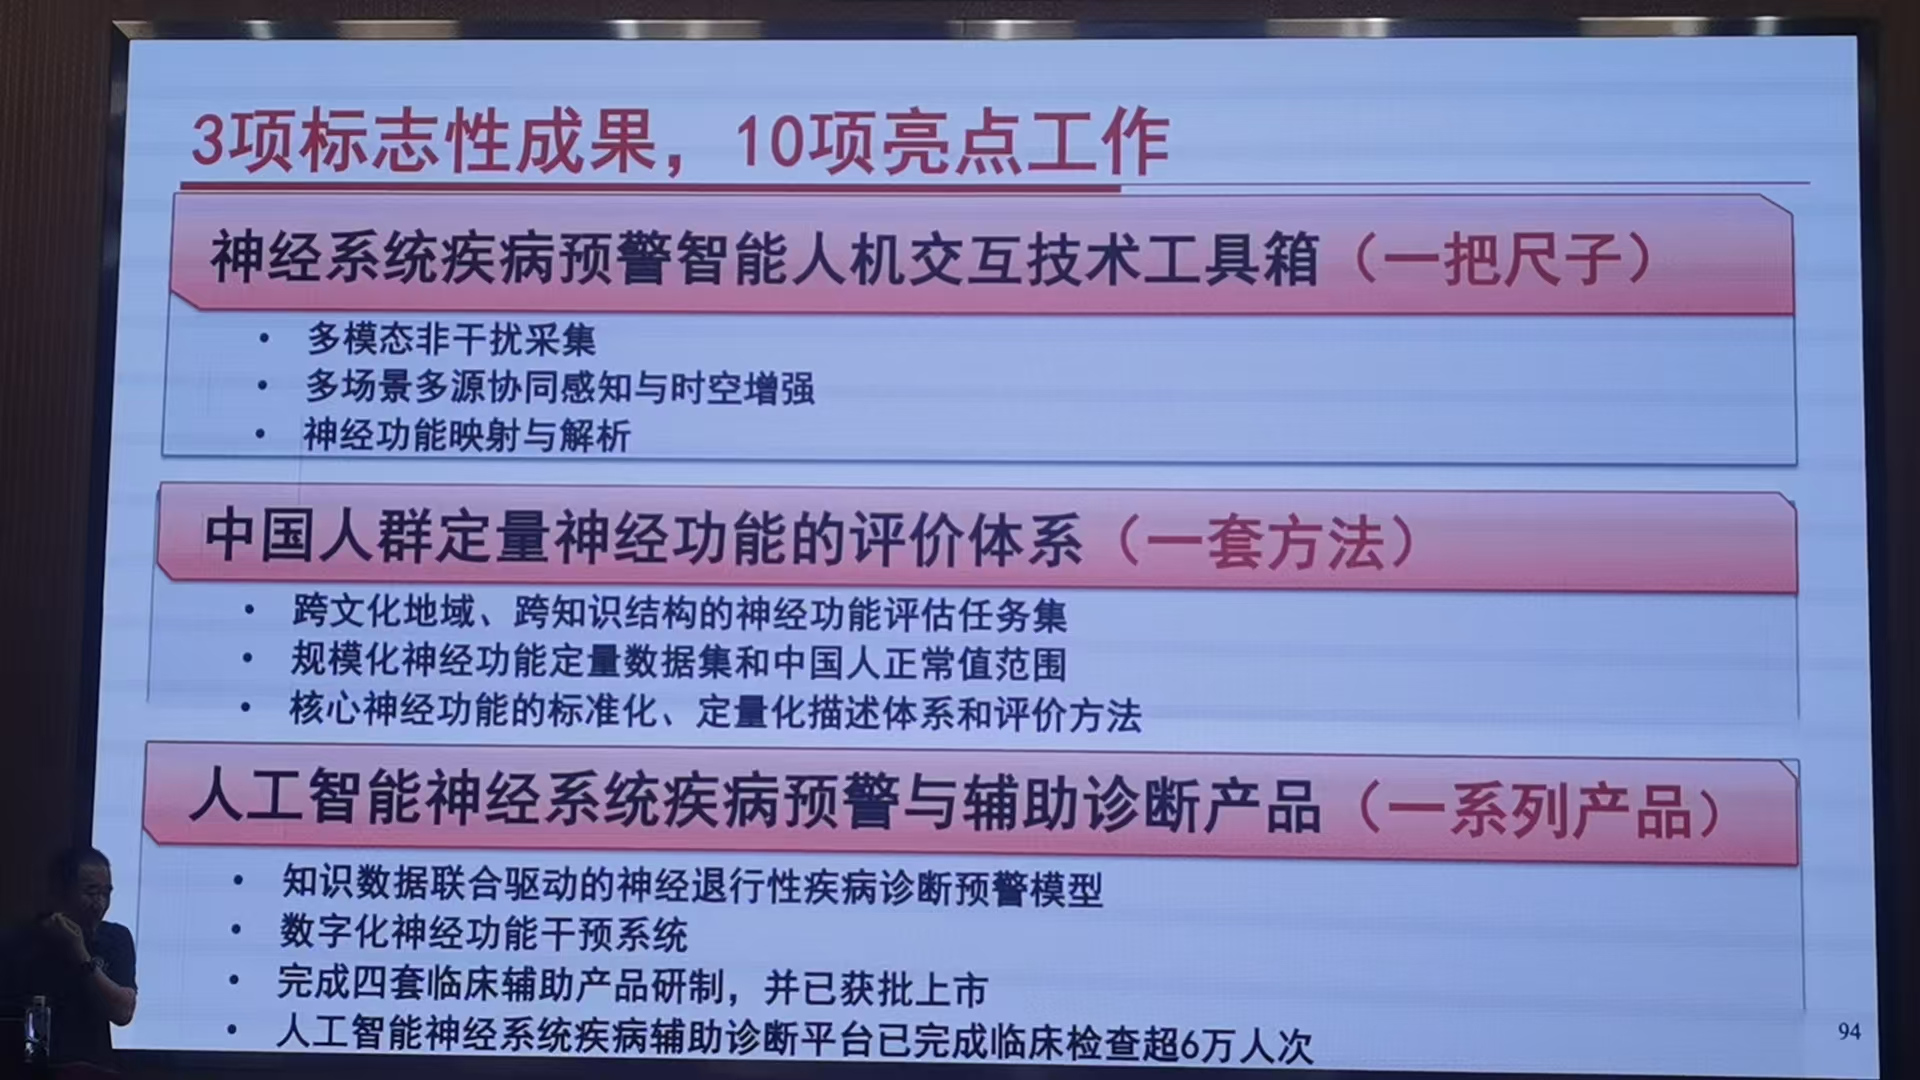 3项标志性成果，10项亮点工作
神经系统疾病预警智能人机交互技术工具箱（一把尺子）
• 多模态非干扰采集
• 多场景多源协同感知与时空增强
• 神经功能映射与解析
中国人群定量神经功能的评价体系（一套方法）
• 跨文化地域、跨知识结构的神经功能评估任务集
• 规模化神经功能定量数据集和中国人正常值范围
• 核心神经功能的标准化、定量化描述体系和评价方法
人工智能神经系统疾病预警与辅助诊断产品（一系列产品）
• 知识数据联合驱动的神经退行性疾病诊断预警模型
• 数字化神经功能干预系统
• 完成四套临床辅助产品研制，并已获批上市
• 人工智能神经系统疾病辅助诊断平台已完成临床检查超6万人次
94